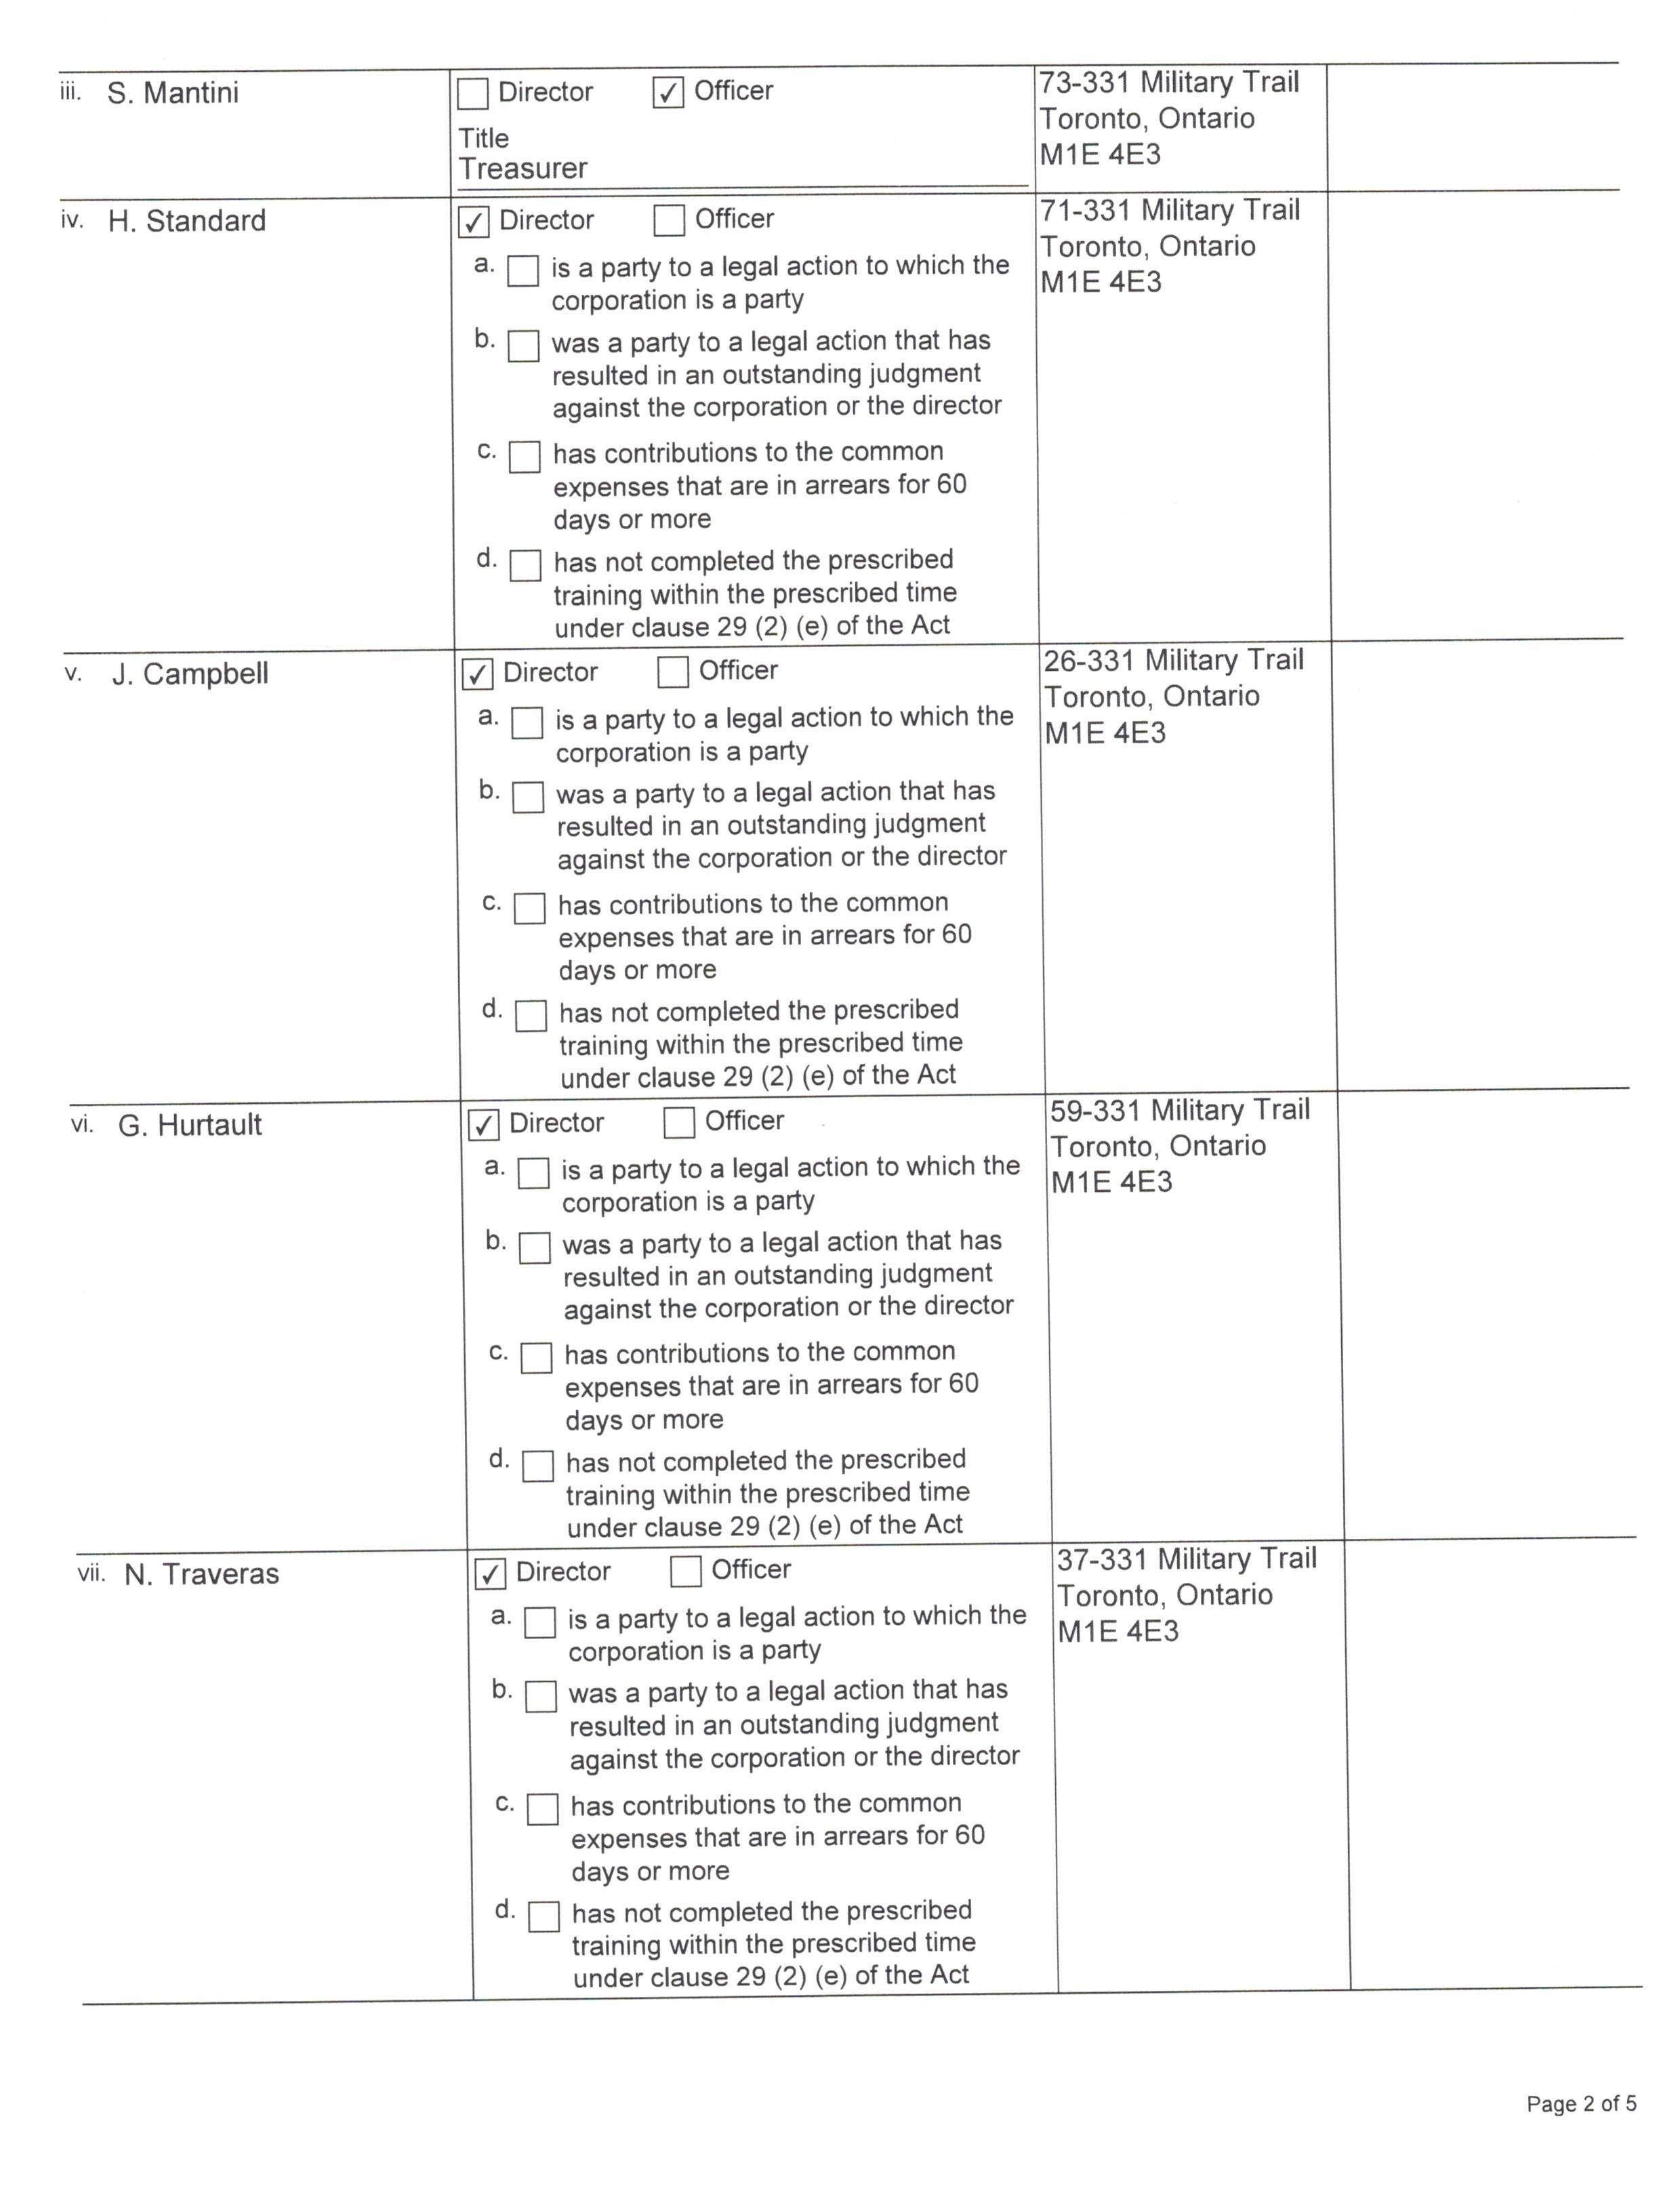 iii. S. Mantini
☐ Director ☑ Officer
Title
Treasurer
73-331 Military Trail
Toronto, Ontario
M1E 4E3
iv. H. Standard
☑ Director ☐ Officer
a. ☐ is a party to a legal action to which the
corporation is a party
b. ☐ was a party to a legal action that has
resulted in an outstanding judgment
against the corporation or the director
c. ☐ has contributions to the common
expenses that are in arrears for 60
days or more
d. ☐ has not completed the prescribed
training within the prescribed time
under clause 29 (2) (e) of the Act
71-331 Military Trail
Toronto, Ontario
M1E 4E3
v. J. Campbell
☑ Director ☐ Officer
a. ☐ is a party to a legal action to which the
corporation is a party
b. ☐ was a party to a legal action that has
resulted in an outstanding judgment
against the corporation or the director
c. ☐ has contributions to the common
expenses that are in arrears for 60
days or more
d. ☐ has not completed the prescribed
training within the prescribed time
under clause 29 (2) (e) of the Act
26-331 Military Trail
Toronto, Ontario
M1E 4E3
vi. G. Hurtault
☑ Director ☐ Officer
a. ☐ is a party to a legal action to which the
corporation is a party
b. ☐ was a party to a legal action that has
resulted in an outstanding judgment
against the corporation or the director
c. ☐ has contributions to the common
expenses that are in arrears for 60
days or more
d. ☐ has not completed the prescribed
training within the prescribed time
under clause 29 (2) (e) of the Act
59-331 Military Trail
Toronto, Ontario
M1E 4E3
vii. N. Traveras
☑ Director ☐ Officer
a. ☐ is a party to a legal action to which the
corporation is a party
b. ☐ was a party to a legal action that has
resulted in an outstanding judgment
against the corporation or the director
c. ☐ has contributions to the common
expenses that are in arrears for 60
days or more
d. ☐ has not completed the prescribed
training within the prescribed time
under clause 29 (2) (e) of the Act
37-331 Military Trail
Toronto, Ontario
M1E 4E3
Page 2 of 5